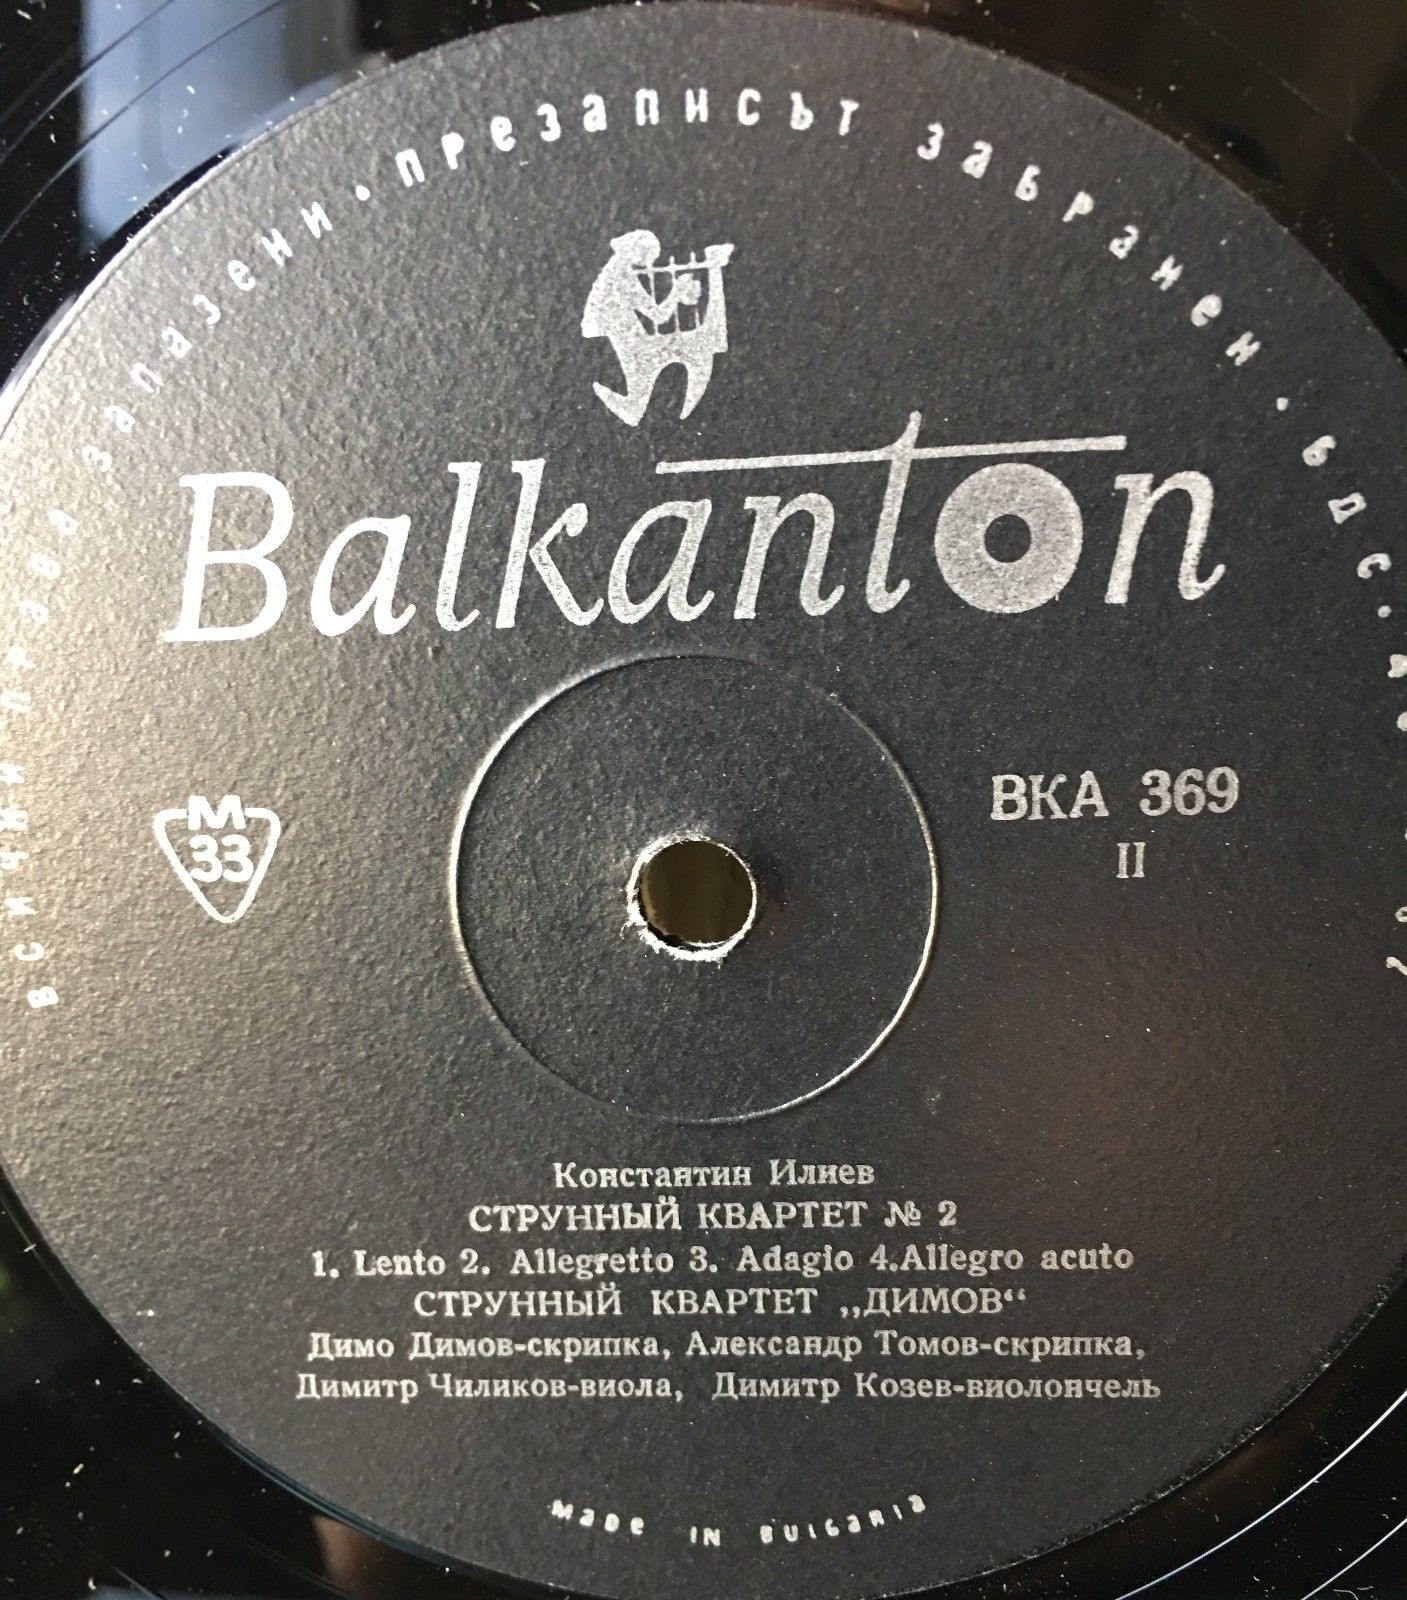 всички права запазени • презаписът забранен • ъдс
Balkanton
М
33
ВКА 369
II
Константин Илиев
СТРУННЫЙ КВАРТЕТ № 2
1. Lento 2. Allegretto 3. Adagio 4.Allegro acuto
СТРУННЫЙ КВАРТЕТ „ДИМОВ“
Димо Димов-скрипка, Александр Томов-скрипка,
Димитр Чиликов-виола, Димитр Козев-виолончель
Made in Bulgaria